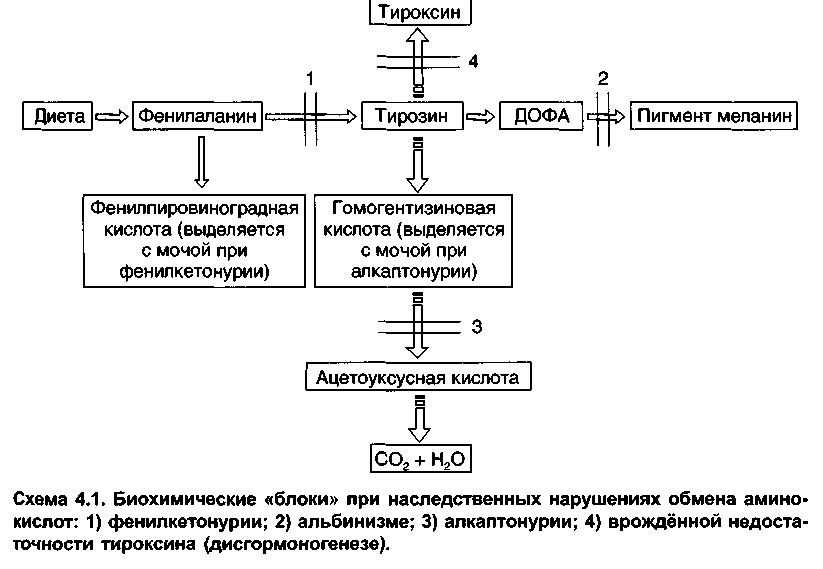 Тироксин
4
1
2
Диета
Фенилаланин
Тирозин
ДОФА
Пигмент меланин
Фенилпировиноградная
кислота (выделяется
с мочой при
фенилкетонурии)
Гомогентизиновая
кислота (выделяется
с мочой при
алкаптонурии)
3
Ацетоуксусная кислота
CO₂ + H₂O
Схема 4.1. Биохимические «блоки» при наследственных нарушениях обмена амино-
кислот: 1) фенилкетонурии; 2) альбинизме; 3) алкаптонурии; 4) врождённой недоста-
точности тироксина (дисгормоногенезе).